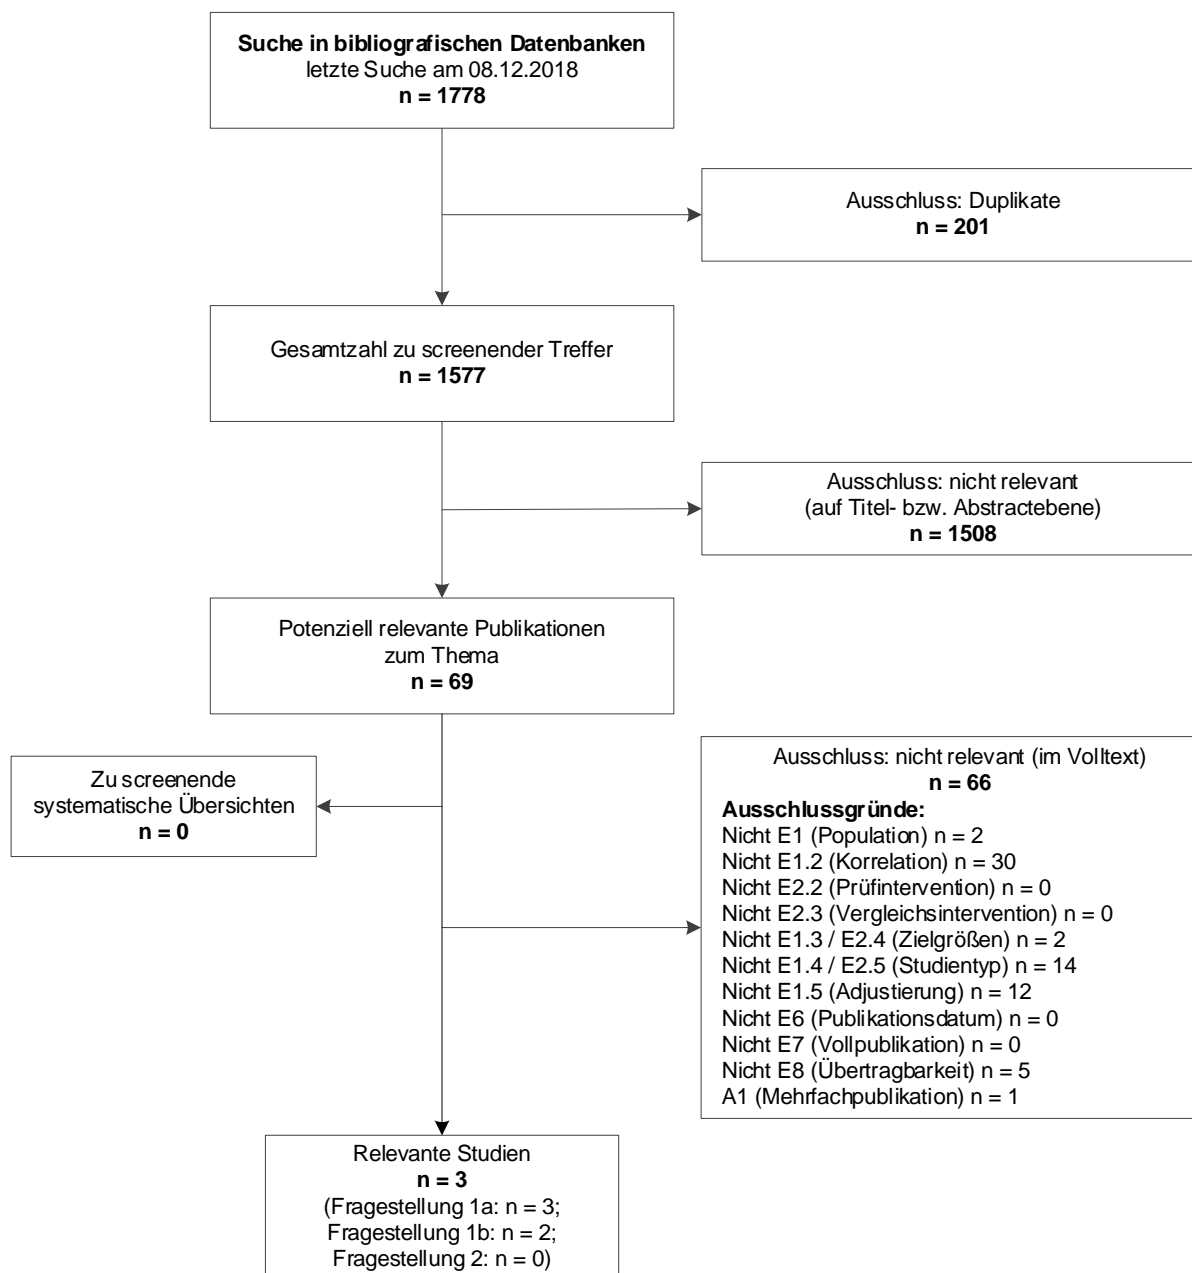 Suche in bibliografischen Datenbanken
letzte Suche am 08.12.2018
n = 1778
Ausschluss: Duplikate
n = 201
Gesamtzahl zu screenender Treffer
n = 1577
Ausschluss: nicht relevant
(auf Titel- bzw. Abstractebene)
n = 1508
Potenziell relevante Publikationen
zum Thema
n = 69
Zu screenende
systematische Übersichten
n = 0
Ausschluss: nicht relevant (im Volltext)
n = 66
Ausschlussgründe:
Nicht E1 (Population) n = 2
Nicht E1.2 (Korrelation) n = 30
Nicht E2.2 (Prüfintervention) n = 0
Nicht E2.3 (Vergleichsintervention) n = 0
Nicht E1.3 / E2.4 (Zielgrößen) n = 2
Nicht E1.4 / E2.5 (Studientyp) n = 14
Nicht E1.5 (Adjustierung) n = 12
Nicht E6 (Publikationsdatum) n = 0
Nicht E7 (Vollpublikation) n = 0
Nicht E8 (Übertragbarkeit) n = 5
A1 (Mehrfachpublikation) n = 1
Relevante Studien
n = 3
(Fragestellung 1a: n = 3;
Fragestellung 1b: n = 2;
Fragestellung 2: n = 0)